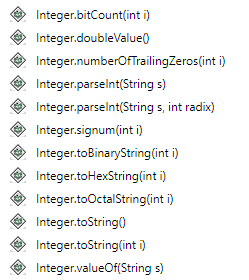 Integer.bitCount(int i)
Integer.doubleValue()
Integer.numberOfTrailingZeros(int i)
Integer.parseInt(String s)
Integer.parseInt(String s, int radix)
Integer.signum(int i)
Integer.toBinaryString(int i)
Integer.toHexString(int i)
Integer.toOctalString(int i)
Integer.toString()
Integer.toString(int i)
Integer.valueOf(String s)